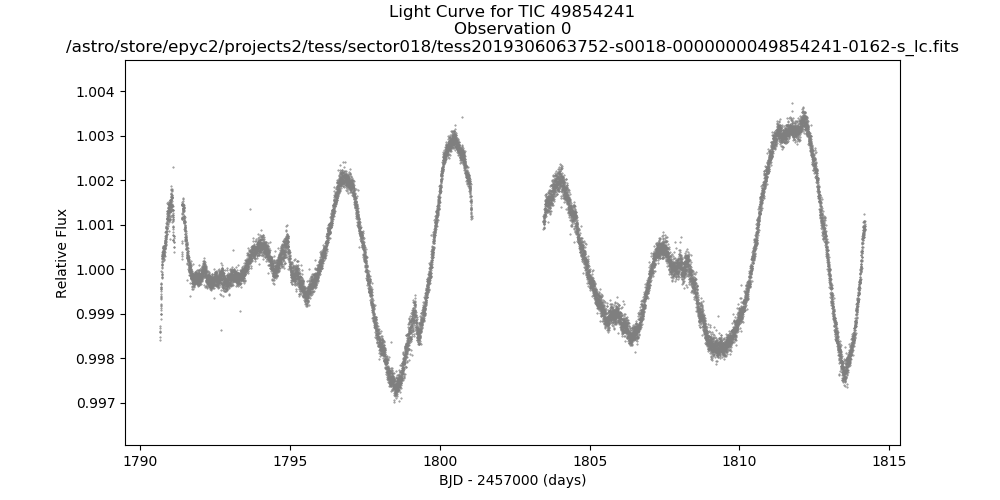 Light Curve for TIC 49854241
Observation 0
/astro/store/epyc2/projects2/tess/sector018/tess2019306063752-s0018-0000000049854241-0162-s_lc.fits
1.004
1.003
1.002
1.001
1.000
0.999
0.998
0.997
Relative Flux
1790
1795
1800
1805
1810
1815
BJD - 2457000 (days)